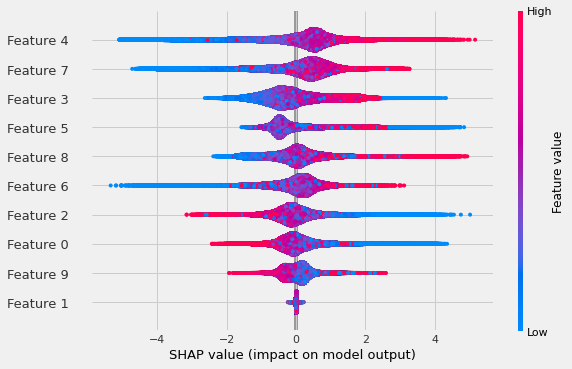 High
Feature 4
Feature 7
Feature 3
Feature 5
Feature 8
Feature 6
Feature 2
Feature 0
Feature 9
Feature 1
Feature value
Low
−4 −2 0 2 4
SHAP value (impact on model output)